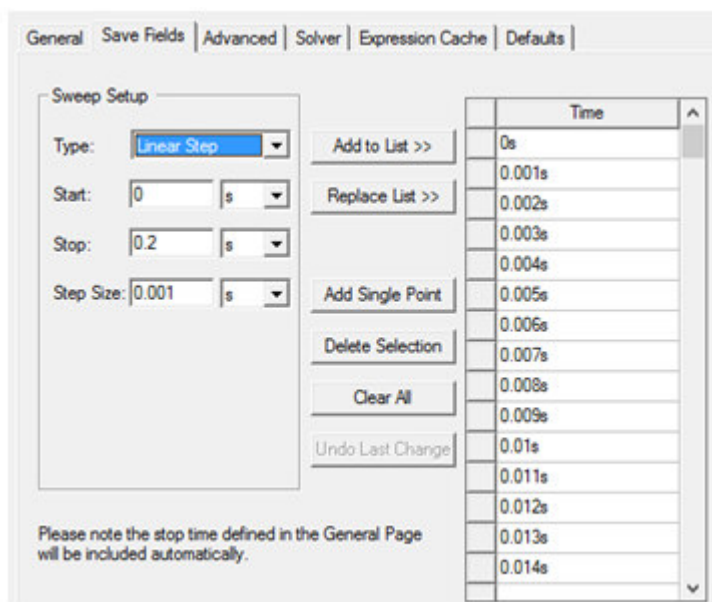 General Save Fields Advanced Solver Expression Cache Defaults
Sweep Setup
Type: Linear Step
Start: 0 s
Stop: 0.2 s
Step Size: 0.001 s
Add to List >>
Replace List >>
Add Single Point
Delete Selection
Clear All
Undo Last Change
Time
0s
0.001s
0.002s
0.003s
0.004s
0.005s
0.006s
0.007s
0.008s
0.009s
0.01s
0.011s
0.012s
0.013s
0.014s
Please note the stop time defined in the General Page
will be included automatically.